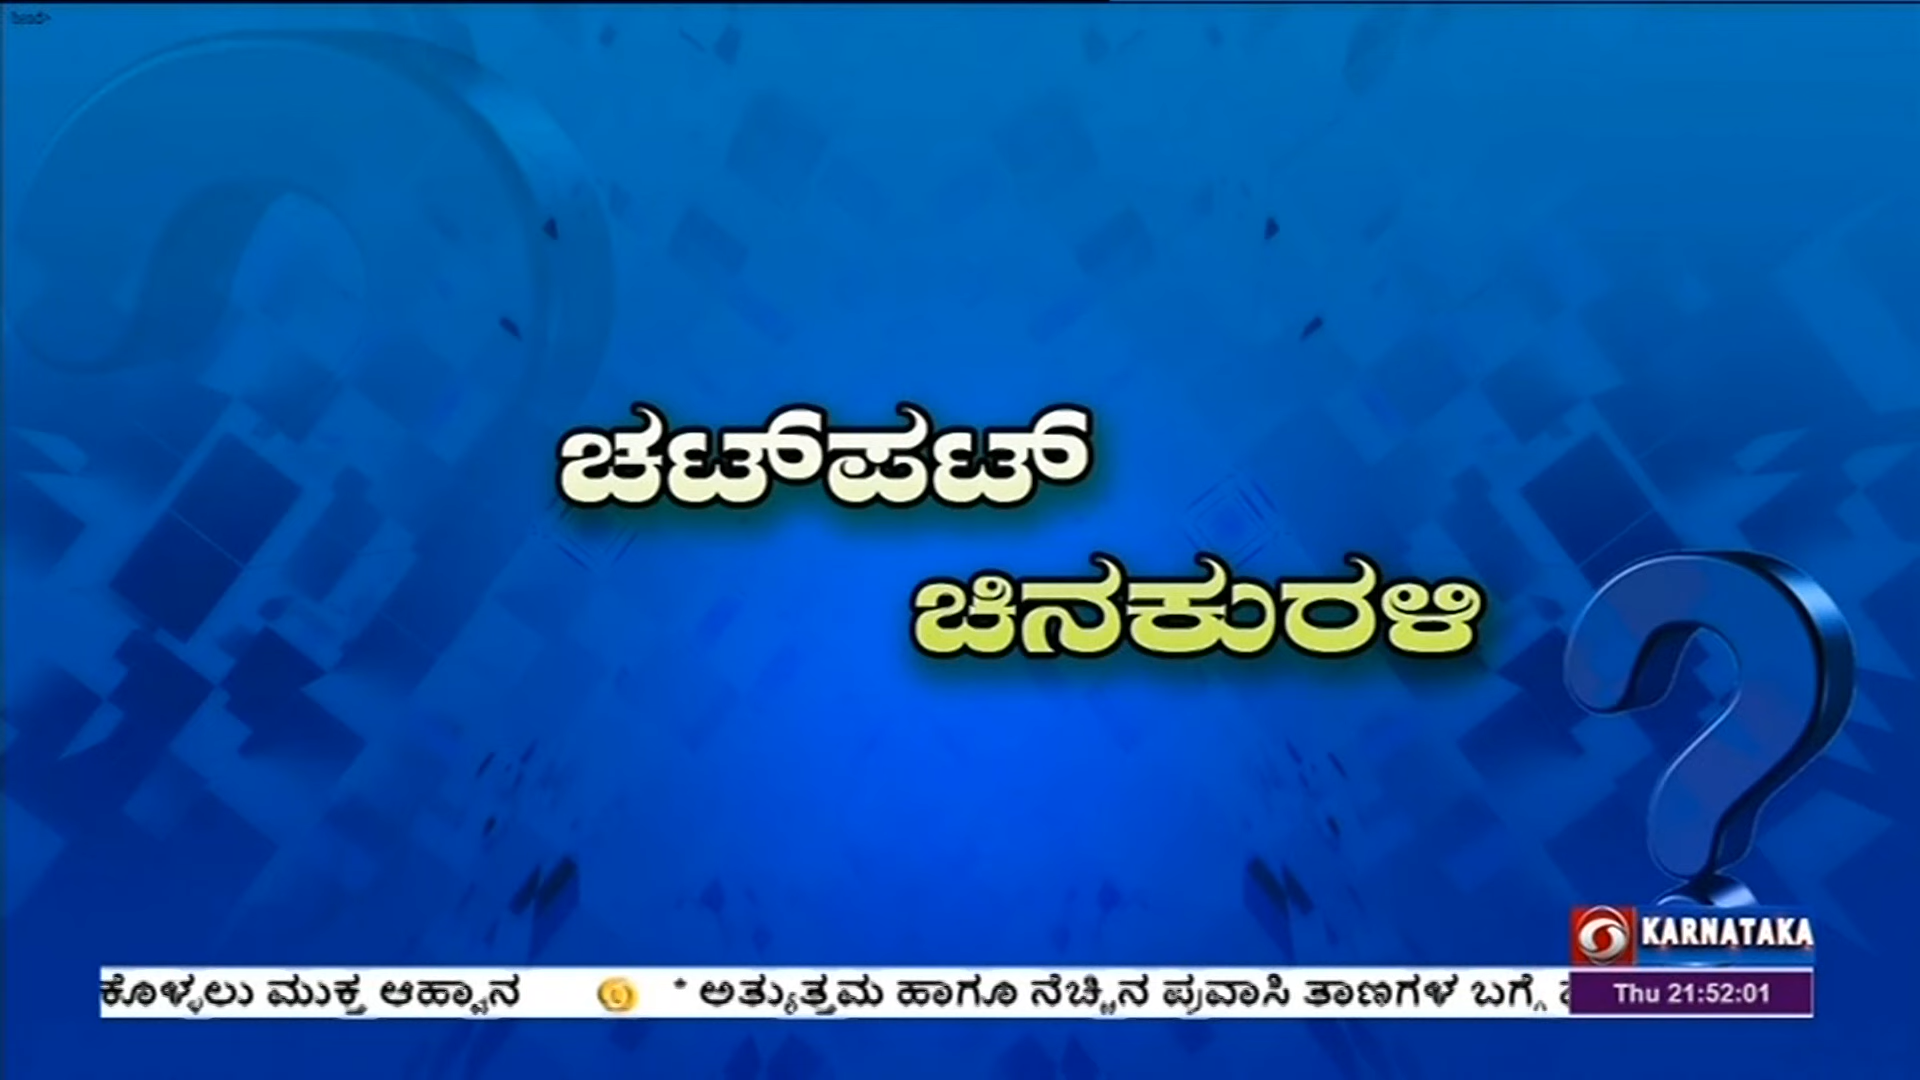 ಚಟ್‌ಪಟ್
ಚಿನಕುರಳಿ
KARNATAKA
ಕೊಳ್ಳಲು ಮುಕ್ತ ಆಹ್ವಾನ * ಅತ್ಯುತ್ತಮ ಹಾಗೂ ನೆಚ್ಚಿನ ಪ್ರವಾಸಿ ತಾಣಗಳ ಬಗ್ಗೆ
Thu 21:52:01